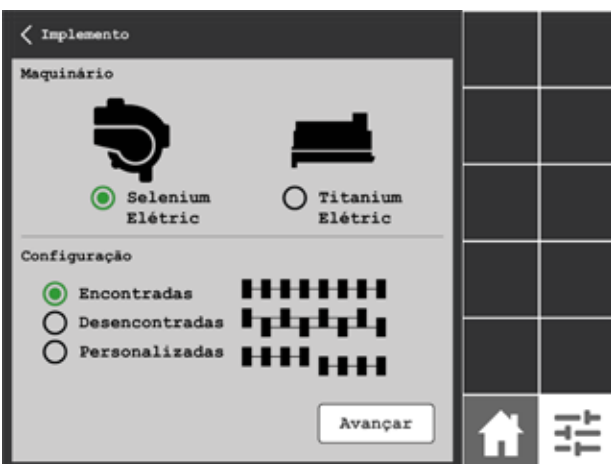 Implemento
Maquinário
Selenium
Elétric
Titanium
Elétric
Configuração
Encontradas
Desencontradas
Personalizadas
Avançar